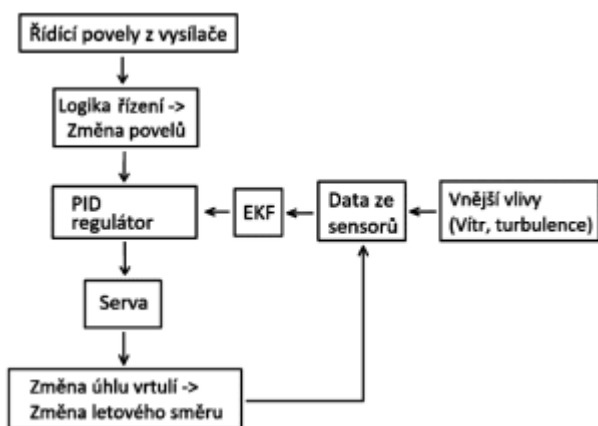 Řídící povely z vysílače
Logika řízení ->
Změna povelů
PID
regulátor
EKF
Data ze
sensorů
Vnější vlivy
(Vítr, turbulence)
Serva
Změna úhlu vrtulí ->
Změna letového směru